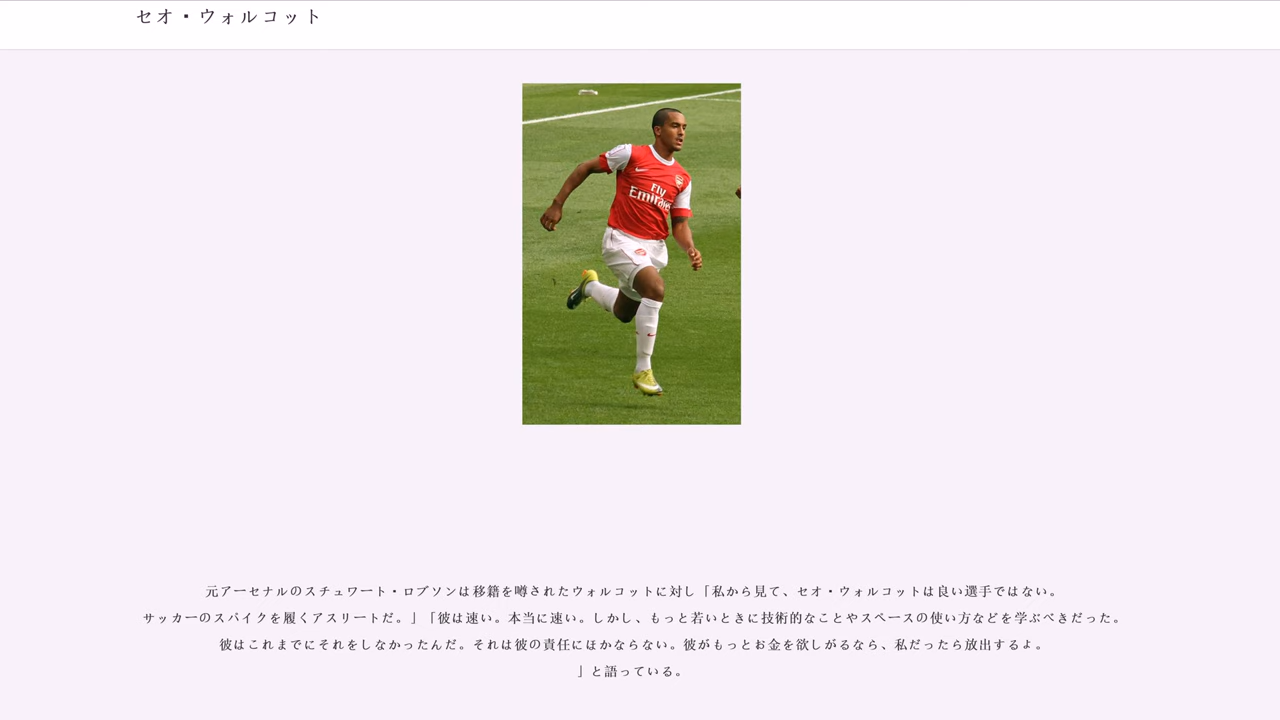 セオ・ウォルコット
Fly
Emirates
元アーセナルのスチュワート・ロブソンは移籍を噂されたウォルコットに対し「私から見て、セオ・ウォルコットは良い選手ではない。
サッカーのスパイクを履くアスリートだ。」「彼は速い。本当に速い。しかし、もっと若いときに技術的なことやスペースの使い方などを学ぶべきだった。
彼はこれまでにそれをしなかったんだ。それは彼の責任にほかならない。彼がもっとお金を欲しがるなら、私だったら放出するよ。
」と語っている。